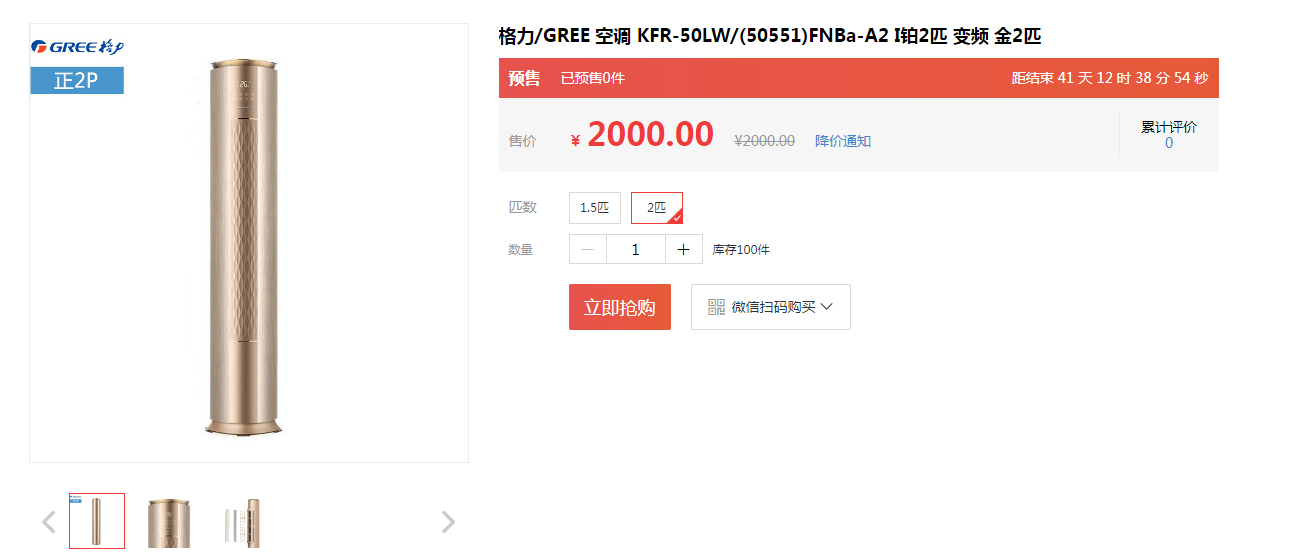 GREE格力
正2P
格力/GREE 空调 KFR-50LW/(50551)FNBa-A2 I铂2匹 变频 金2匹
预售 已预售0件 距结束 41 天 12 时 38 分 54 秒
售价 ¥ 2000.00 ¥2000.00 降价通知
累计评价
0
匹数 1.5匹 2匹
数量 1 库存100件
立即抢购 微信扫码购买